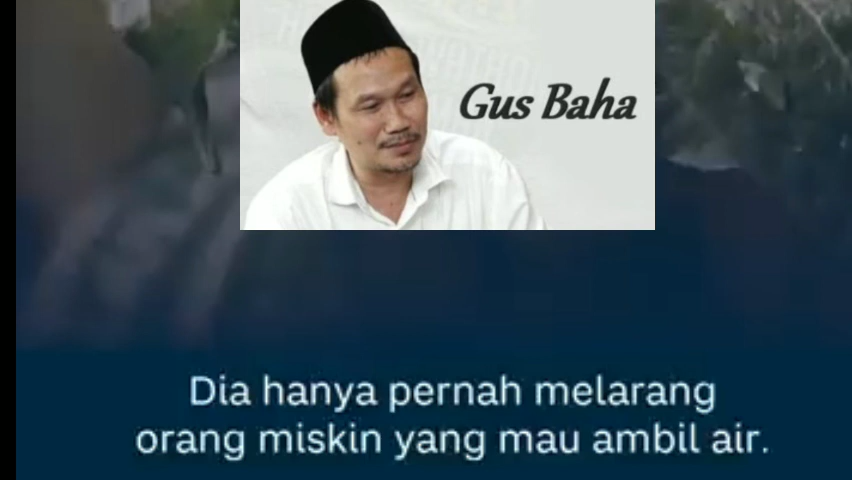 Gus Baha
Dia hanya pernah melarang
orang miskin yang mau ambil air.